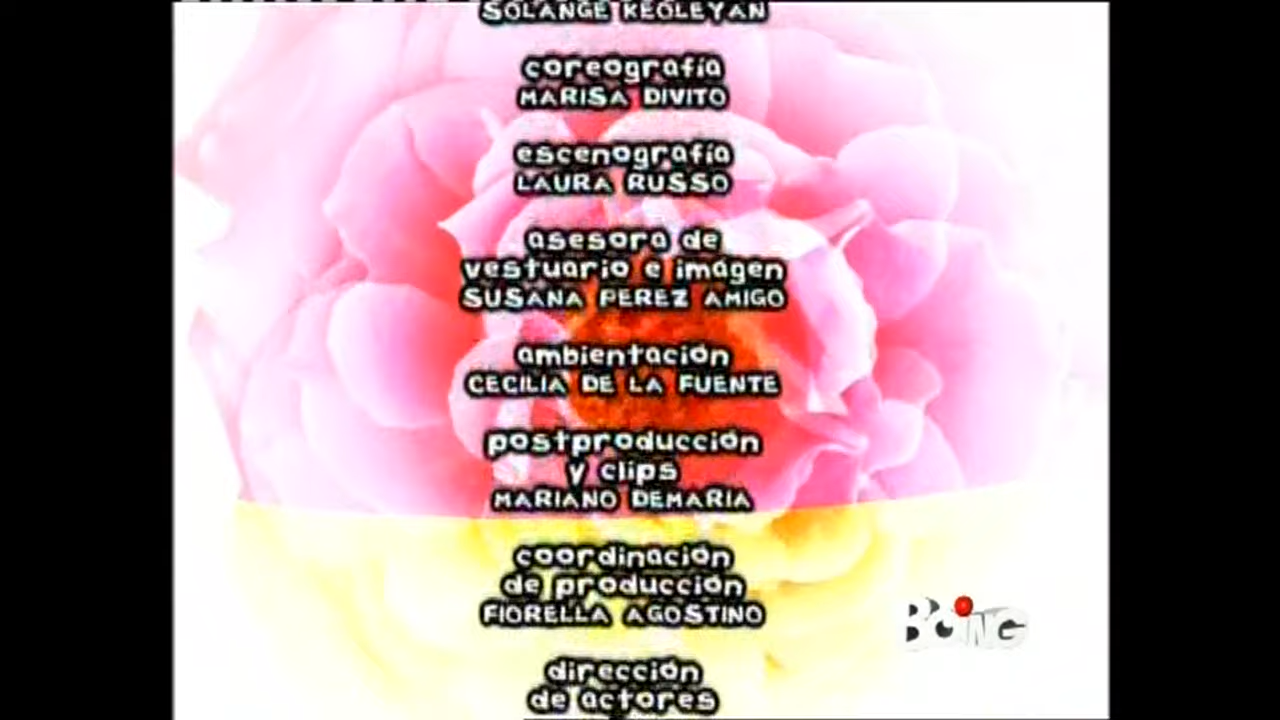 SOLANGE KEOLEYAN
coreografía
MARISA DIVITO
escenografía
LAURA RUSSO
asesora de
vestuario e imágen
SUSANA PEREZ AMIGO
ambientación
CECILIA DE LA FUENTE
postproducción
y clips
MARIANO DEMARIA
coordinación
de producción
FIORELLA AGOSTINO
BOING
dirección
de actores